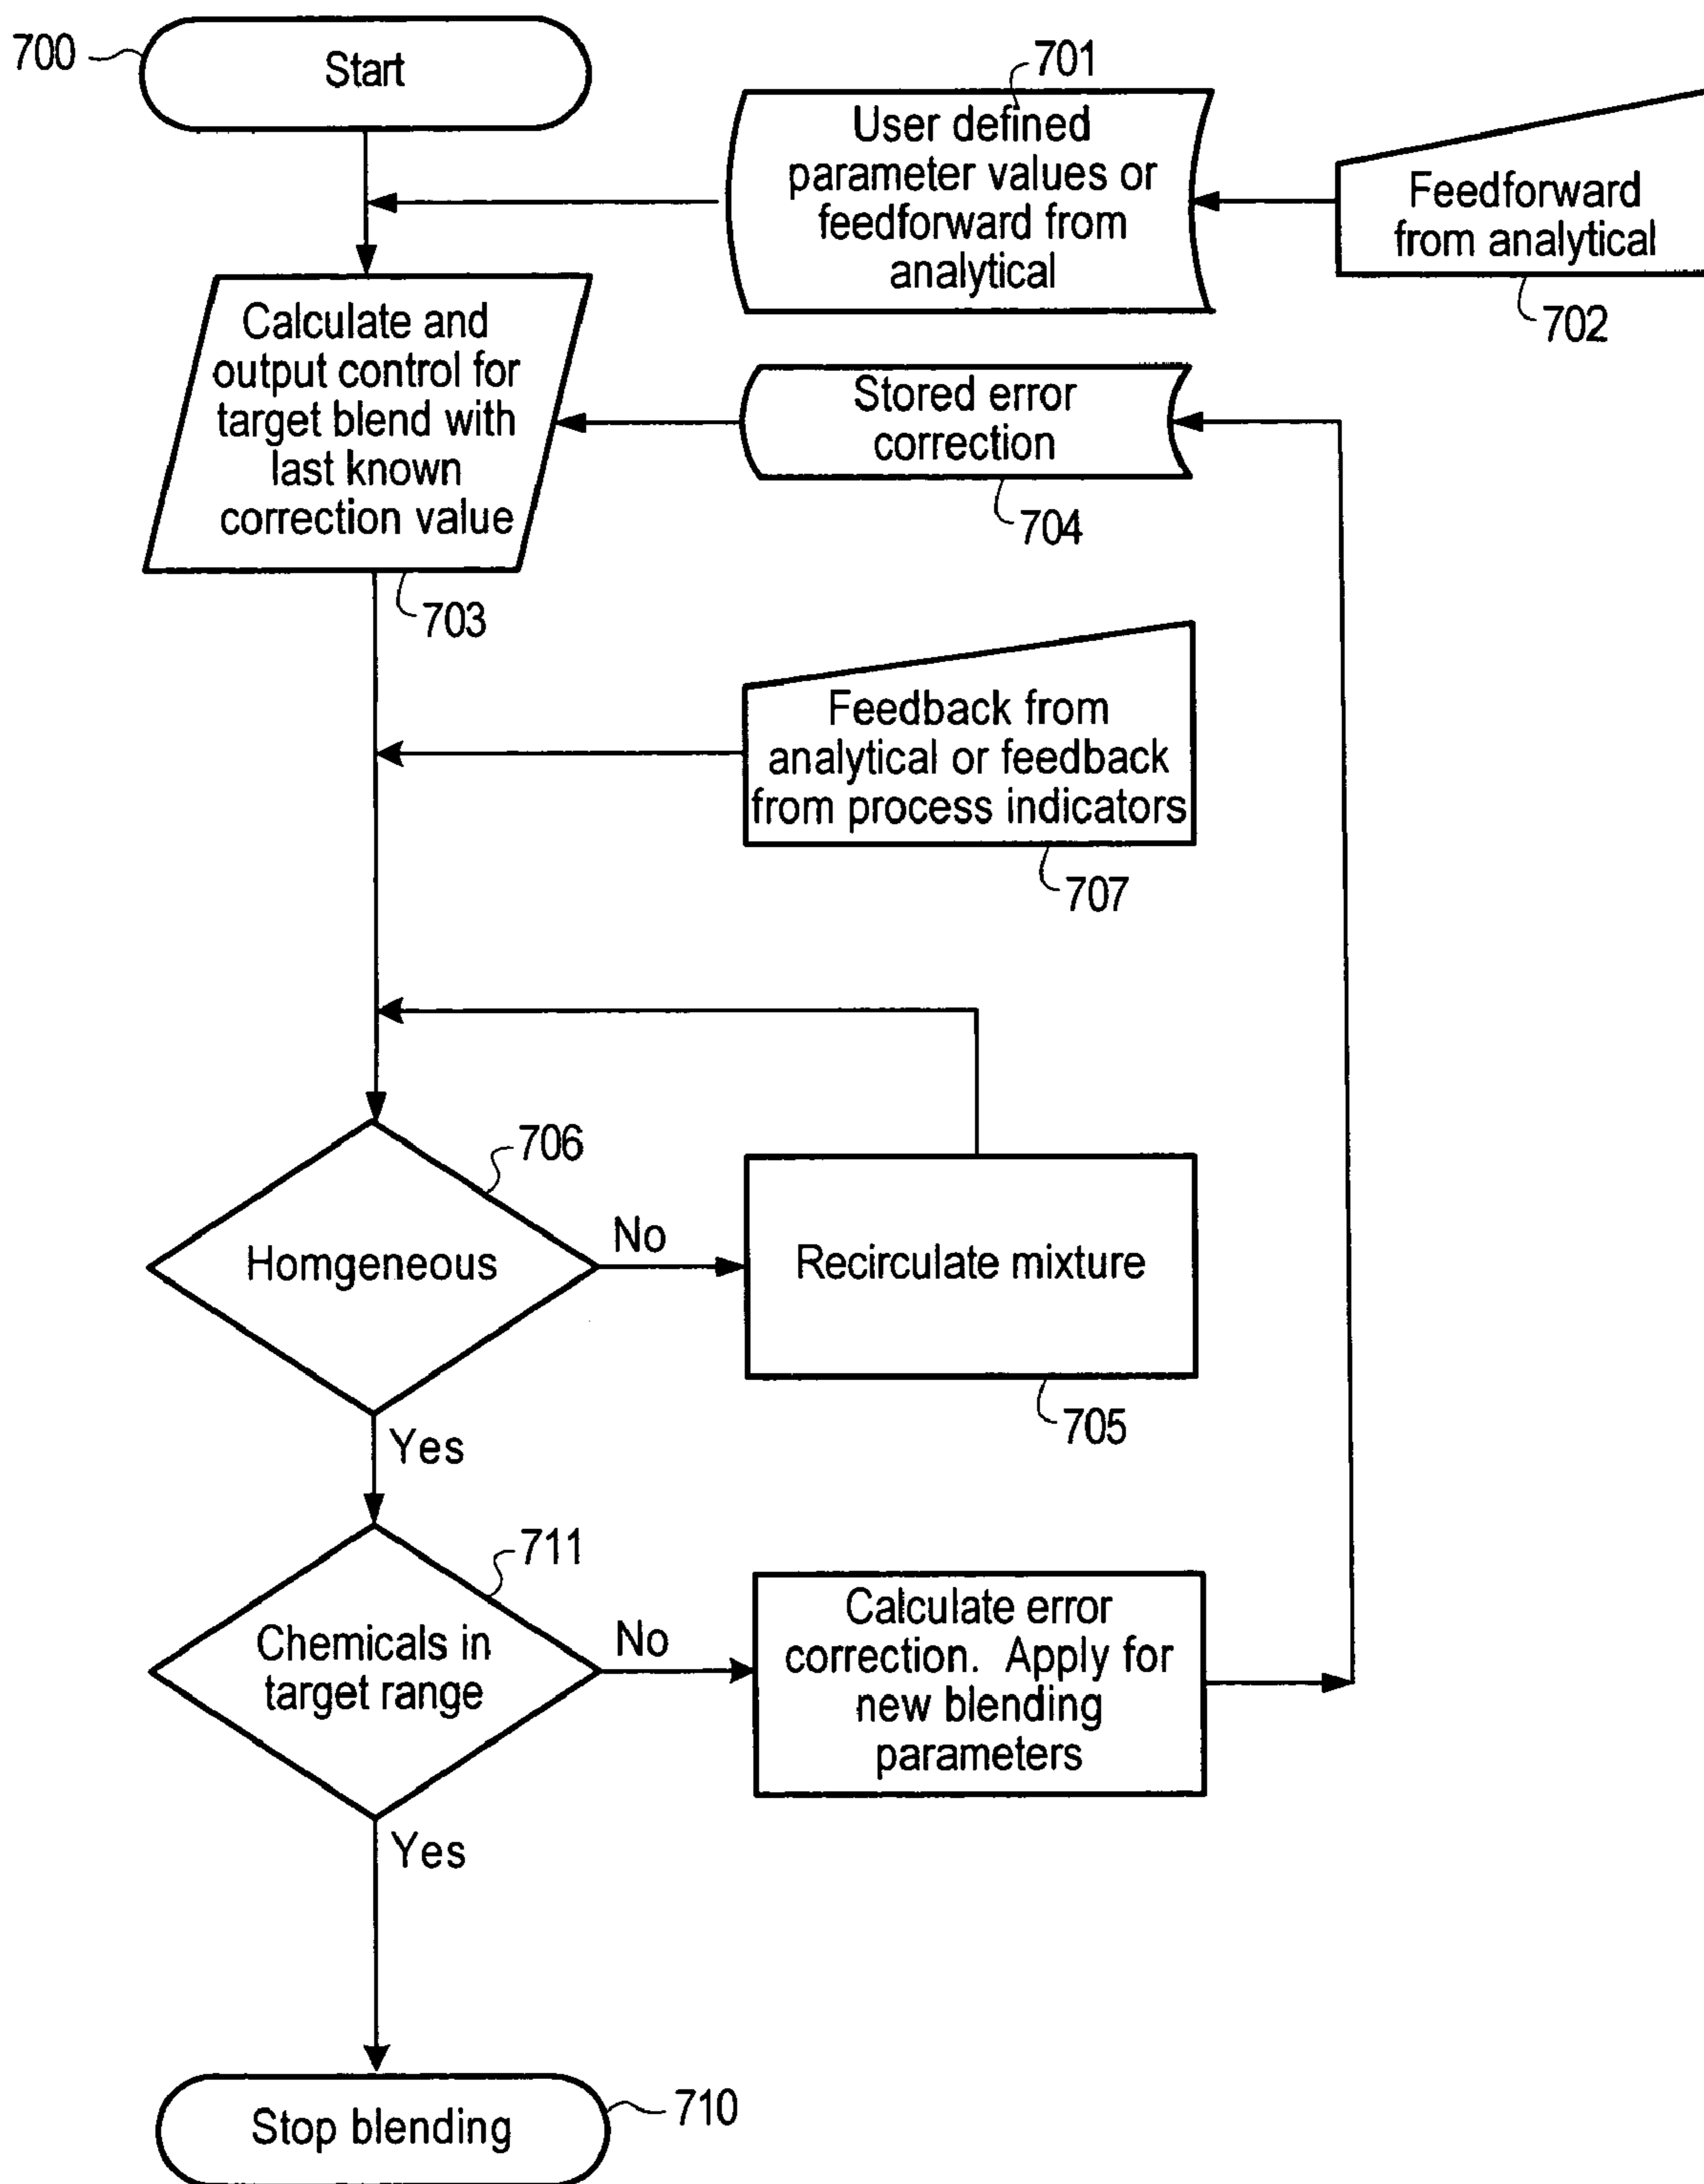 700
Start
701
User defined
parameter values or
feedforward from
analytical
Feedforward
from analytical
702
Calculate and
output control for
target blend with
last known
correction value
703
Stored error
correction
704
Feedback from
analytical or feedback
from process indicators
707
706
Homgeneous
No
Recirculate mixture
705
Yes
711
Chemicals in
target range
No
Calculate error
correction. Apply for
new blending
parameters
Yes
Stop blending
710